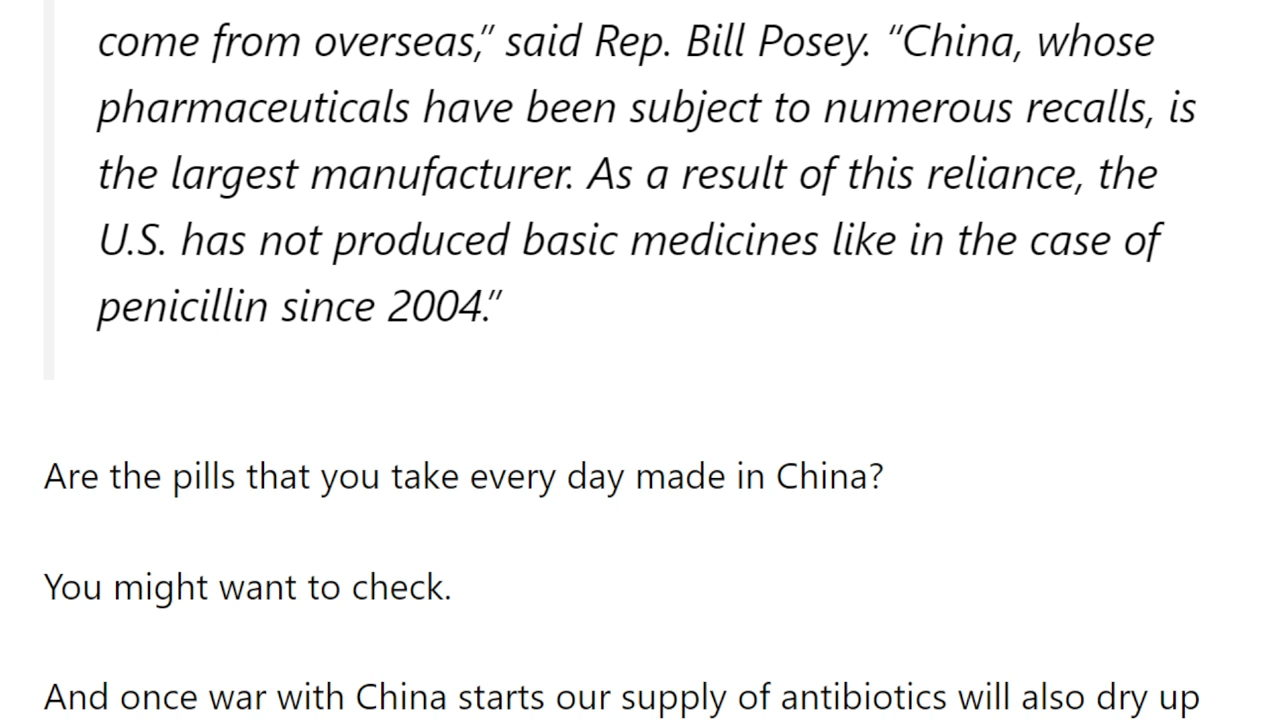 come from overseas,” said Rep. Bill Posey. “China, whose
pharmaceuticals have been subject to numerous recalls, is
the largest manufacturer. As a result of this reliance, the
U.S. has not produced basic medicines like in the case of
penicillin since 2004.”
Are the pills that you take every day made in China?
You might want to check.
And once war with China starts our supply of antibiotics will also dry up